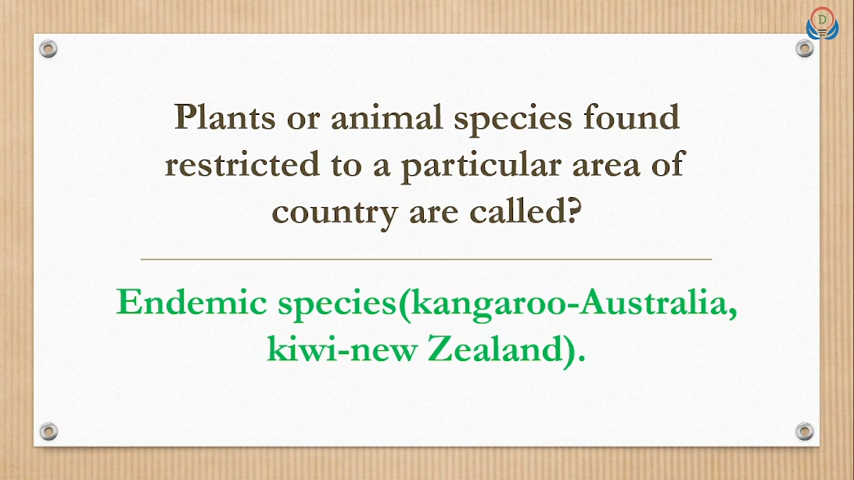 D
Plants or animal species found
restricted to a particular area of
country are called?
Endemic species(kangaroo-Australia,
kiwi-new Zealand).